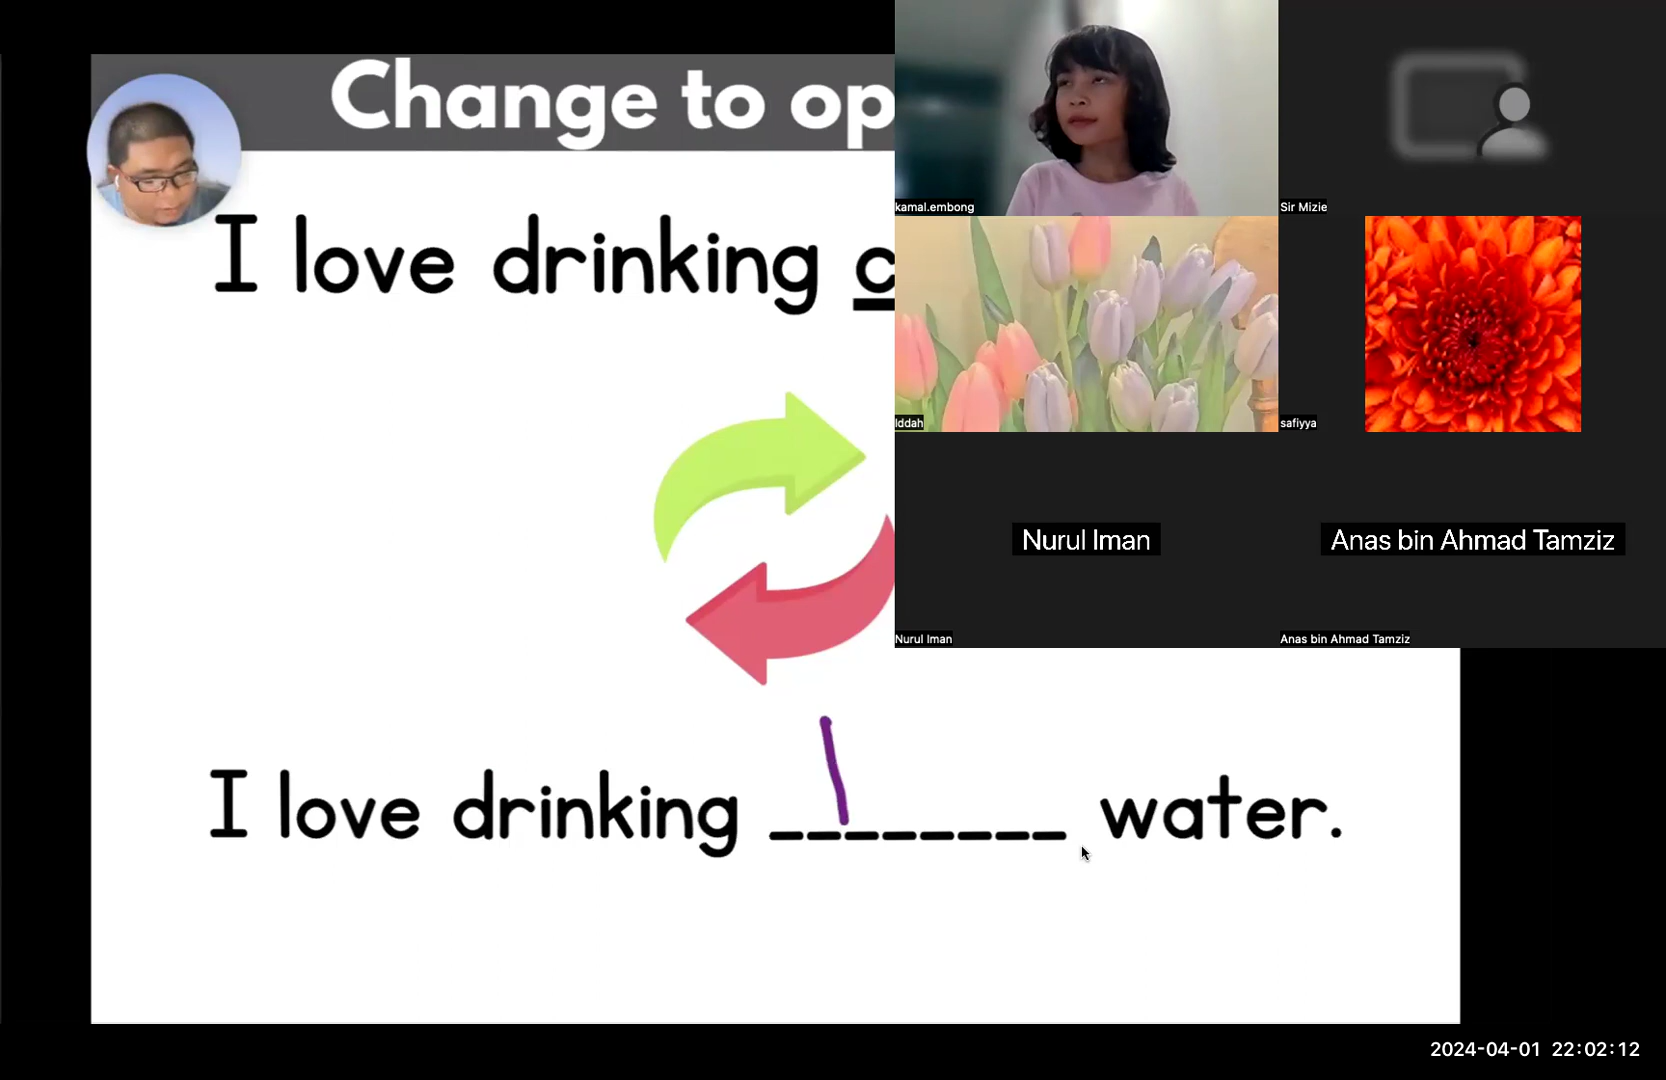 Change to op
kamal.embong
Sir Mizie
I love drinking c
Iddah
safiyya
Nurul Iman
Anas bin Ahmad Tamziz
Nurul Iman
Anas bin Ahmad Tamziz
I love drinking ________ water.
2024-04-01 22:02:12